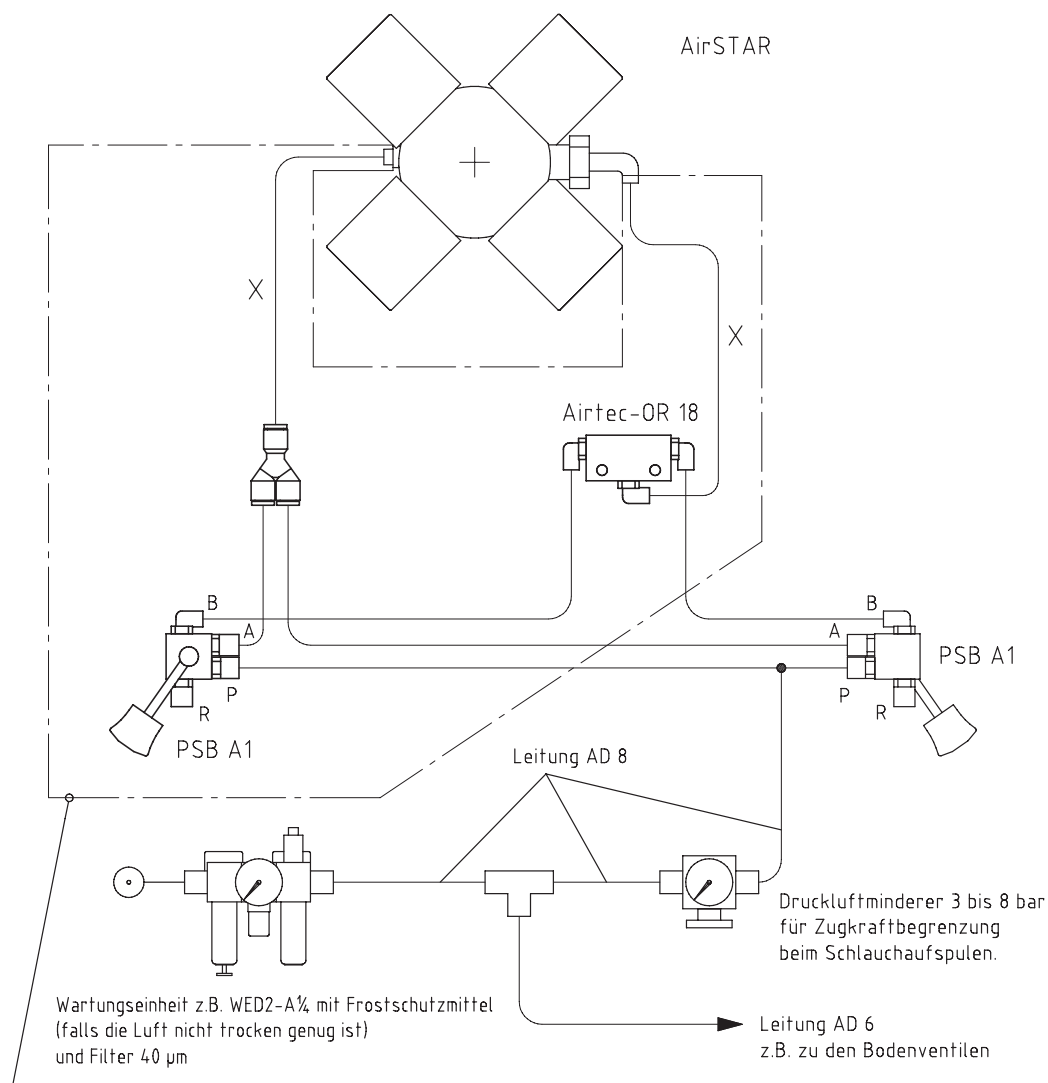 AirSTAR
X
X
Airtec-OR 18
B
A
P
R
PSB A1
B
A
P
R
PSB A1
Leitung AD 8
Druckluftminderer 3 bis 8 bar
für Zugkraftbegrenzung
beim Schlauchaufspulen.
Wartungseinheit z.B. WED2-A¼ mit Frostschutzmittel
(falls die Luft nicht trocken genug ist)
und Filter 40 µm
Leitung AD 6
z.B. zu den Bodenventilen